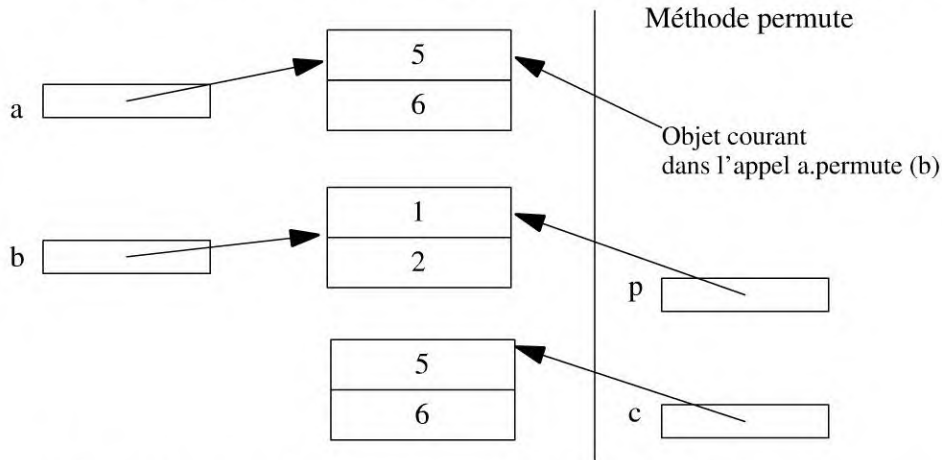 Méthode permute
a
5
6
Objet courant
dans l'appel a.permute (b)
b
1
2
p
5
6
c